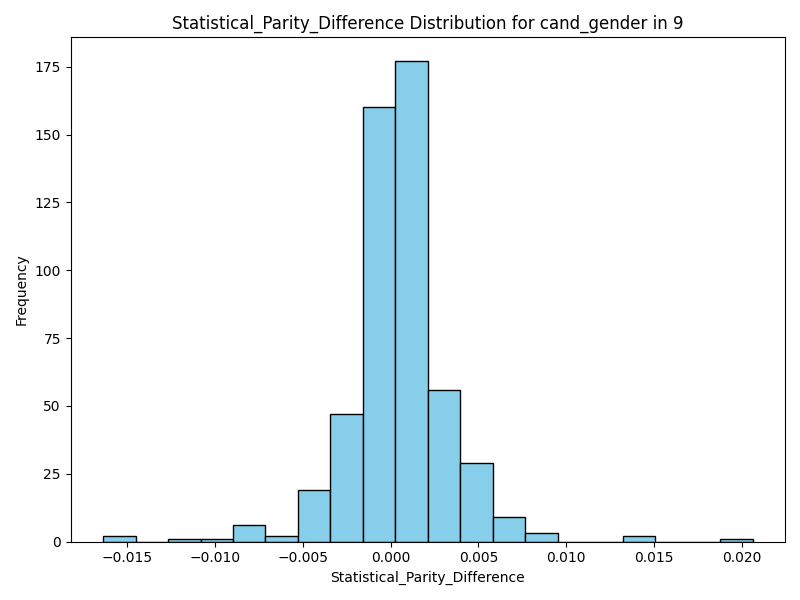 Statistical_Parity_Difference Distribution for cand_gender in 9
175
150
125
100
75
50
25
0
Frequency
−0.015 −0.010 −0.005 0.000 0.005 0.010 0.015 0.020
Statistical_Parity_Difference